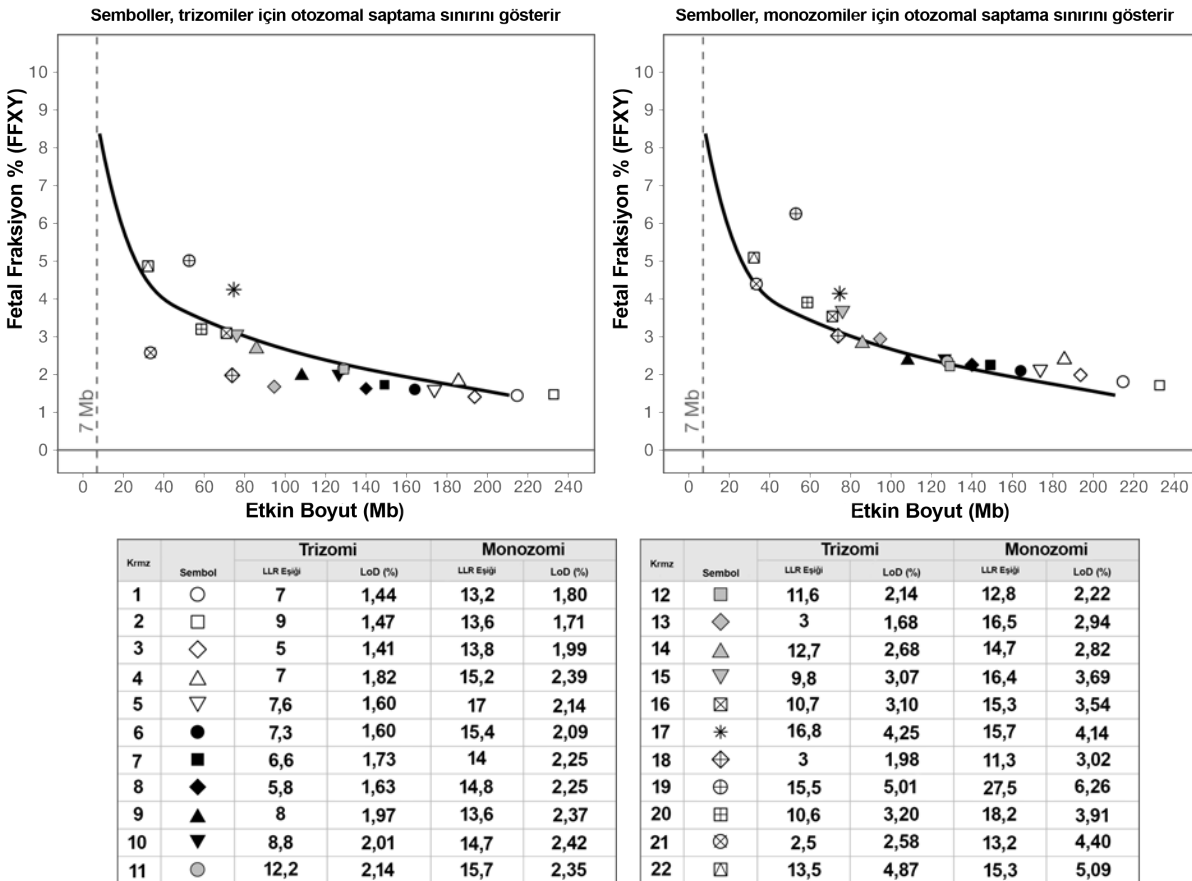 Semboller, trizomiler için otozomal saptama sınırını gösterir
Fetal Fraksiyon % (FFXY)
10
9
8
7
6
5
4
3
2
1
0
7 Mb
0 20 40 60 80 100 120 140 160 180 200 220 240
Etkin Boyut (Mb)
Semboller, monozomiler için otozomal saptama sınırını gösterir
Fetal Fraksiyon % (FFXY)
10
9
8
7
6
5
4
3
2
1
0
7 Mb
0 20 40 60 80 100 120 140 160 180 200 220 240
Etkin Boyut (Mb)
Krmz Sembol Trizomi Monozomi
LLR Eşiği LoD (%) LLR Eşiği LoD (%)
1 7 1,44 13,2 1,80
2 9 1,47 13,6 1,71
3 5 1,41 13,8 1,99
4 7 1,82 15,2 2,39
5 7,6 1,60 17 2,14
6 7,3 1,60 15,4 2,09
7 6,6 1,73 14 2,25
8 5,8 1,63 14,8 2,25
9 8 1,97 13,6 2,37
10 8,8 2,01 14,7 2,42
11 12,2 2,14 15,7 2,35
Krmz Sembol Trizomi Monozomi
LLR Eşiği LoD (%) LLR Eşiği LoD (%)
12 11,6 2,14 12,8 2,22
13 3 1,68 16,5 2,94
14 12,7 2,68 14,7 2,82
15 9,8 3,07 16,4 3,69
16 10,7 3,10 15,3 3,54
17 16,8 4,25 15,7 4,14
18 3 1,98 11,3 3,02
19 15,5 5,01 27,5 6,26
20 10,6 3,20 18,2 3,91
21 2,5 2,58 13,2 4,40
22 13,5 4,87 15,3 5,09